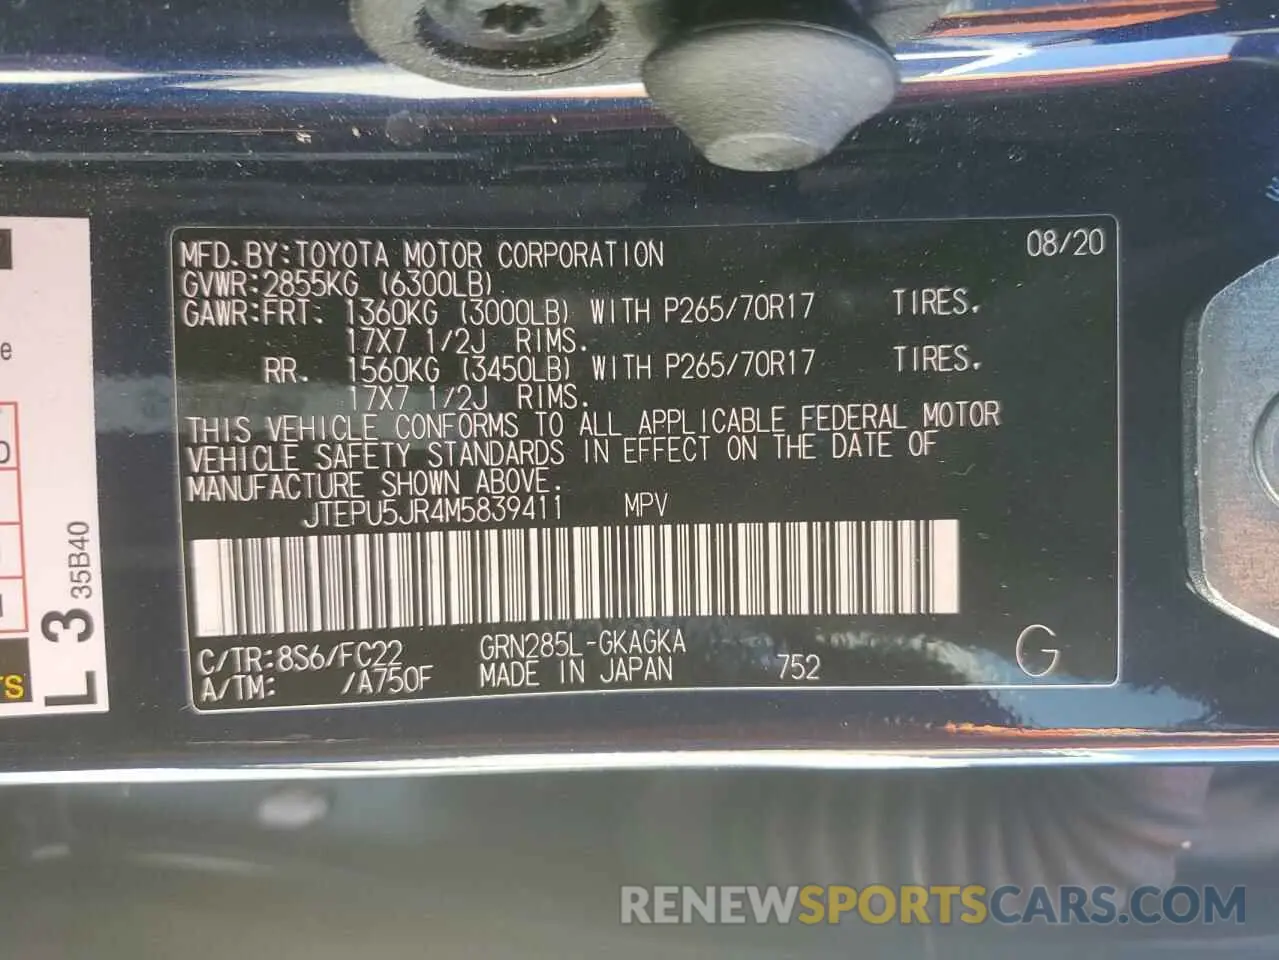 MFD.BY:TOYOTA MOTOR CORPORATION 08/20
GVWR:2855KG (6300LB)
GAWR:FRT. 1360KG (3000LB) WITH P265/70R17 TIRES.
17X7 1/2J RIMS.
RR. 1560KG (3450LB) WITH P265/70R17 TIRES.
17X7 1/2J RIMS.
THIS VEHICLE CONFORMS TO ALL APPLICABLE FEDERAL MOTOR
VEHICLE SAFETY STANDARDS IN EFFECT ON THE DATE OF
MANUFACTURE SHOWN ABOVE.
JTEPU5JR4M5839411 MPV
C/TR:8S6/FC22 GRN285L-GKAGKA
A/TM: /A750F MADE IN JAPAN 752 G
L 3 35B40
RENEWSPORTSCARS.COM